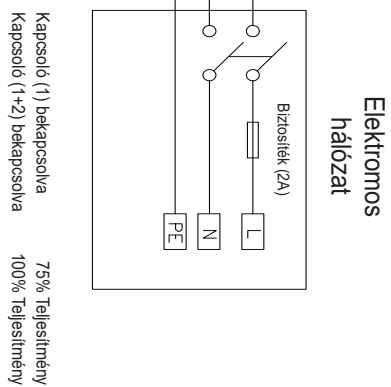 Elektromos
hálózat
Biztosíték (2A)
L
N
PE
Kapcsoló (1) bekapcsolva 75% Teljesítmény
Kapcsoló (1+2) bekapcsolva 100% Teljesítmény